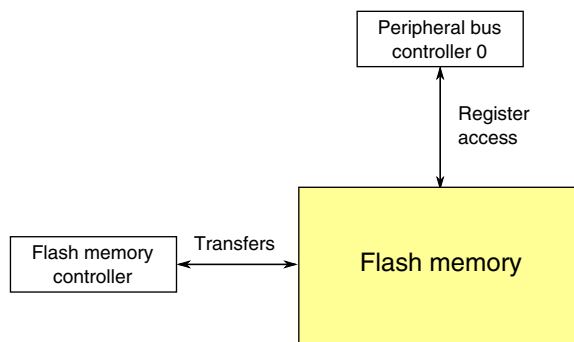 Peripheral bus
controller 0
Register
access
Transfers
Flash memory
controller
Flash memory